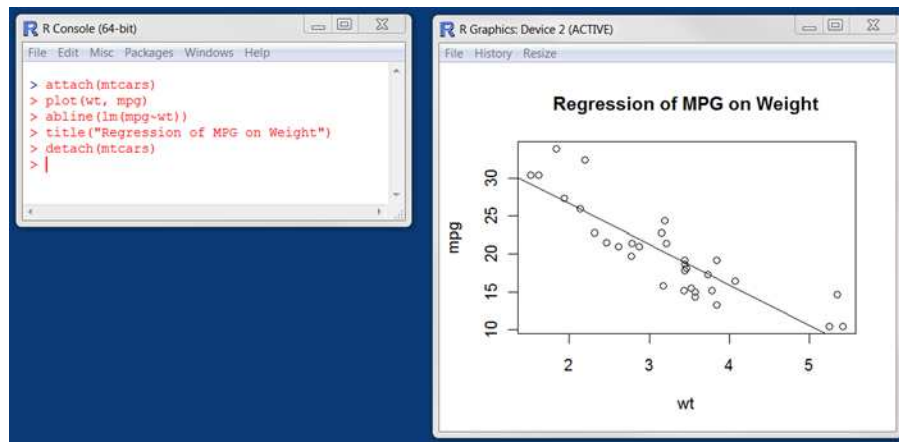 R Console (64-bit)
File Edit Misc Packages Windows Help
> attach(mtcars)
> plot(wt, mpg)
> abline(lm(mpg~wt))
> title("Regression of MPG on Weight")
> detach(mtcars)
>
R Graphics: Device 2 (ACTIVE)
File History Resize
Regression of MPG on Weight
mpg
30
25
20
15
10
2 3 4 5
wt